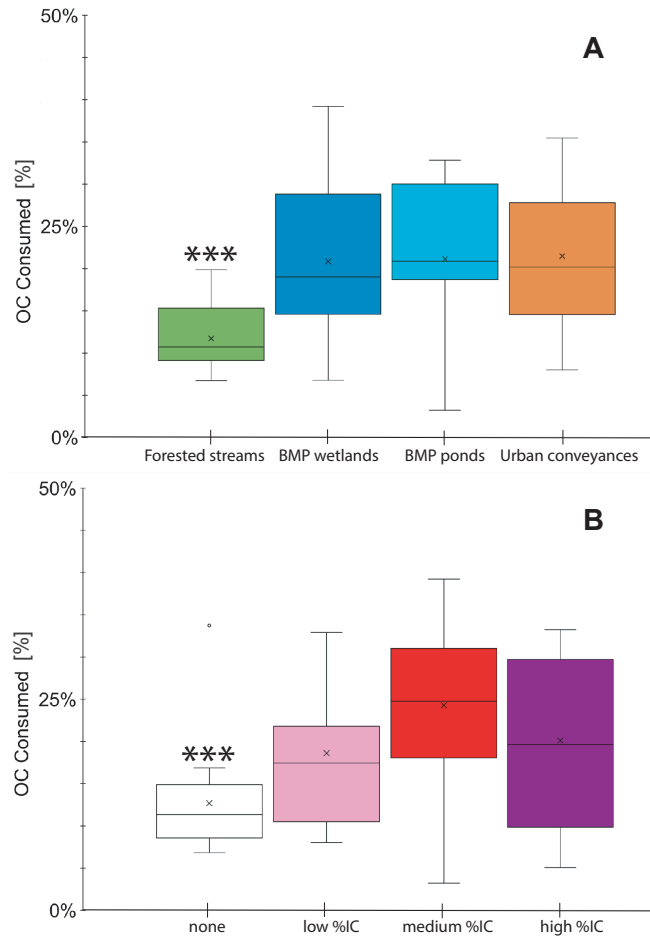 50%
A
OC Consumed [%]
25%
***
0%
Forested streams BMP wetlands BMP ponds Urban conveyances
50%
B
OC Consumed [%]
25%
***
0%
none low %IC medium %IC high %IC